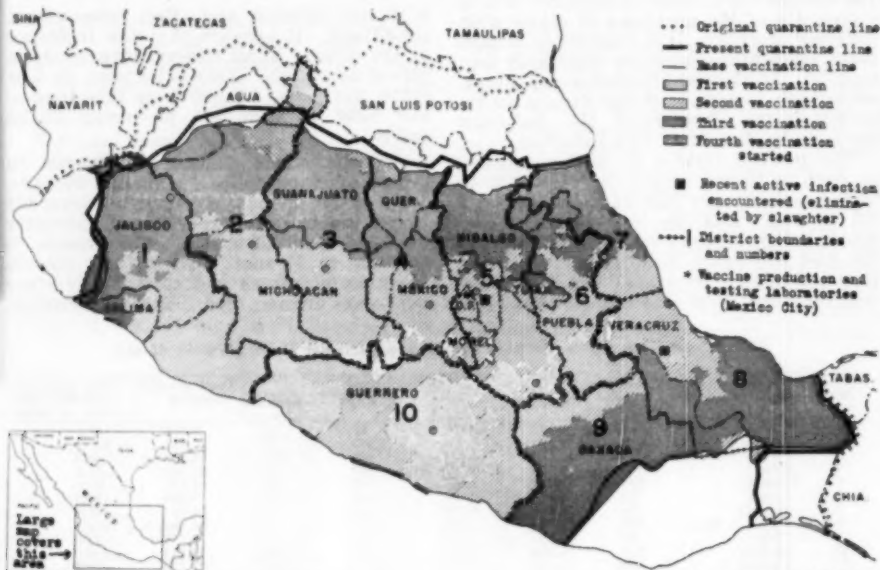 SINA
ZACATECAS
TAMAULIPAS
NAYARIT
AGUA
SAN LUIS POTOSI
JALISCO
1
2
GUANAJUATO
3
QUER.
HIDALGO
7
COLIMA
MICHOACAN
4
MEXICO
5
D.F.
TLAX.
6
MOREL.
PUEBLA
VERACRUZ
GUERRERO
10
9
OAXACA
8
TABAS.
CHIA.
Original quarantine line
Present quarantine line
Base vaccination line
First vaccination
Second vaccination
Third vaccination
Fourth vaccination
started
Recent active infection
encountered (elimina-
ted by slaughter)
District boundaries
and numbers
Vaccine production and
testing laboratories
(Mexico City)
Large
map
covers
this
area